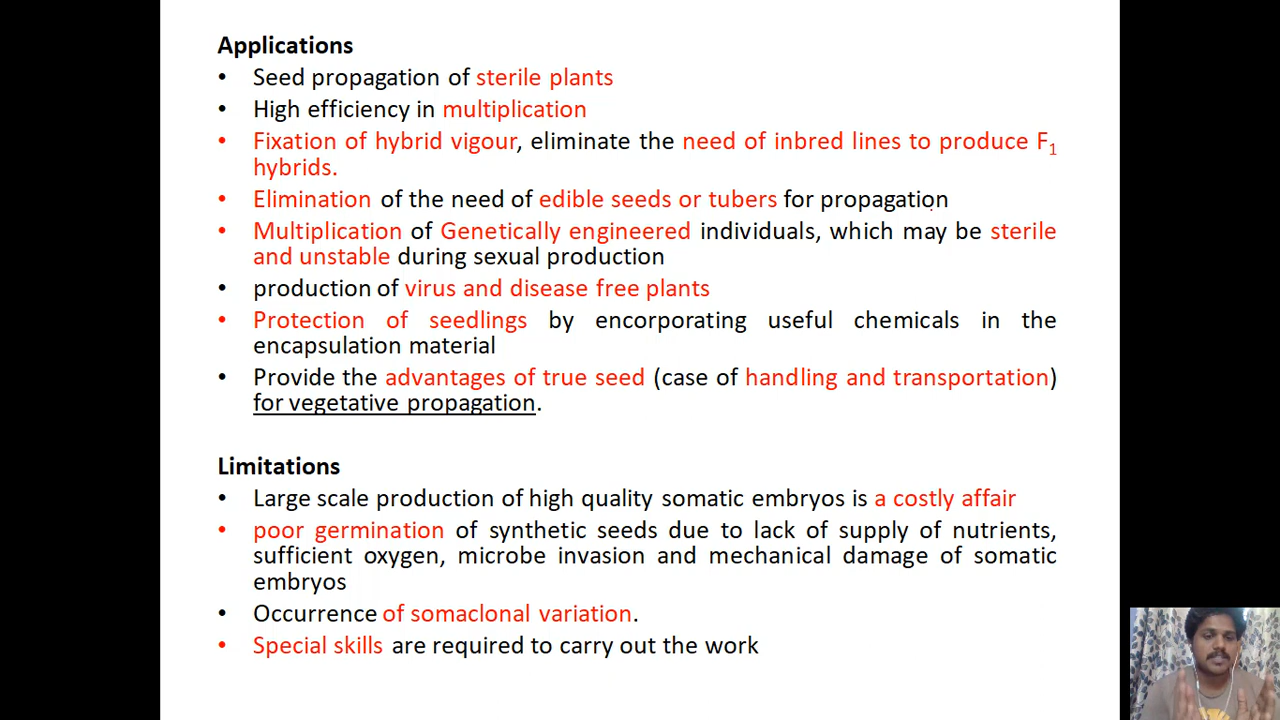 Applications
• Seed propagation of sterile plants
• High efficiency in multiplication
• Fixation of hybrid vigour, eliminate the need of inbred lines to produce F₁
hybrids.
• Elimination of the need of edible seeds or tubers for propagation
• Multiplication of Genetically engineered individuals, which may be sterile
and unstable during sexual production
• production of virus and disease free plants
• Protection of seedlings by encorporating useful chemicals in the
encapsulation material
• Provide the advantages of true seed (case of handling and transportation)
for vegetative propagation.
Limitations
• Large scale production of high quality somatic embryos is a costly affair
• poor germination of synthetic seeds due to lack of supply of nutrients,
sufficient oxygen, microbe invasion and mechanical damage of somatic
embryos
• Occurrence of somaclonal variation.
• Special skills are required to carry out the work